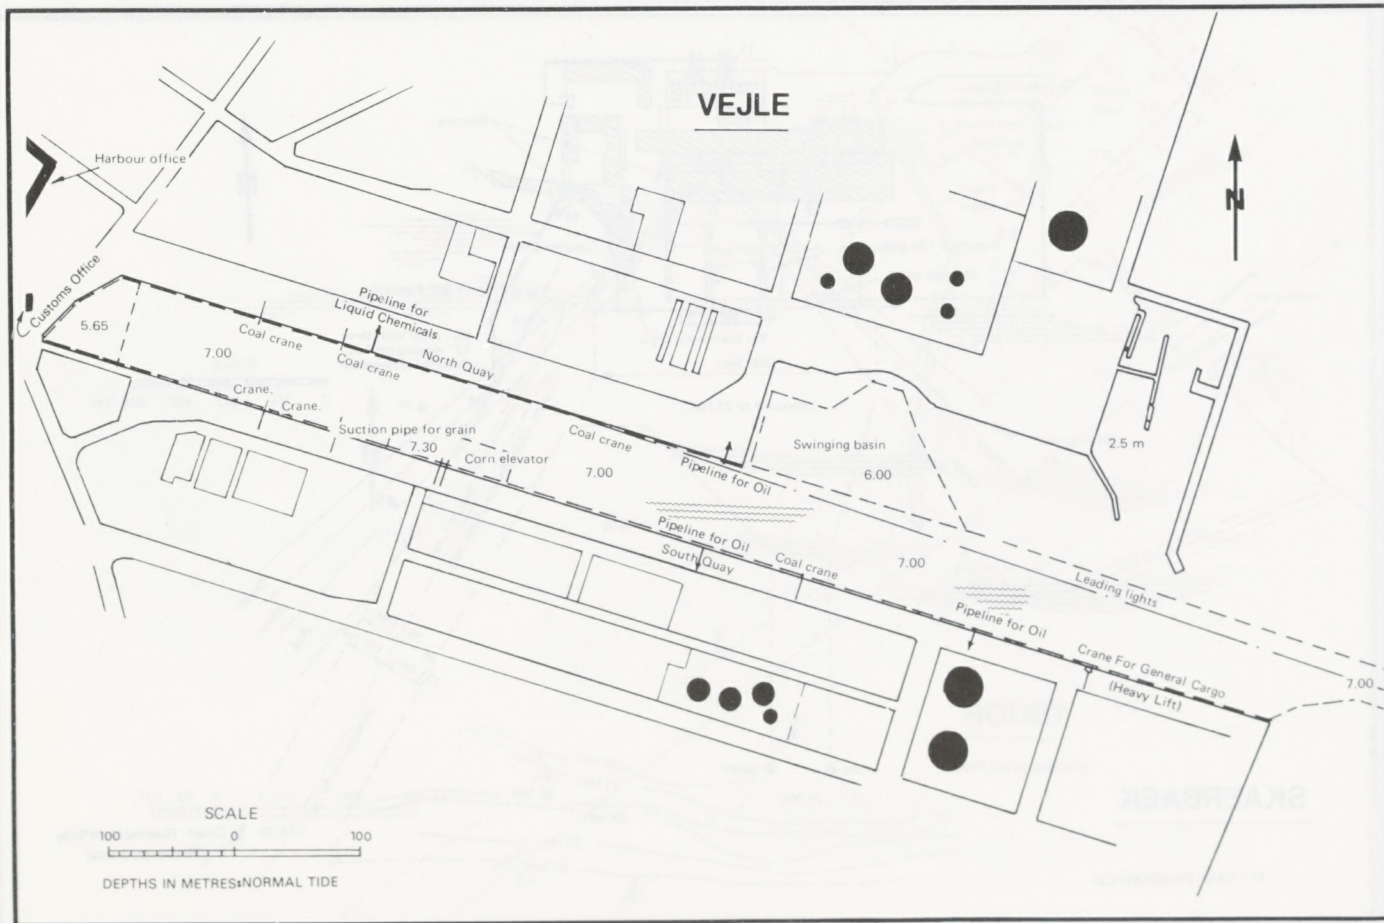 VEJLE
N
Harbour office
Customs Office
5.65
7.00
Coal crane
Pipeline for
Liquid Chemicals
Coal crane
North Quay
Crane.
Crane.
Suction pipe for grain
7.30
Corn elevator
Coal crane
7.00
Pipeline for Oil
Swinging basin
6.00
2.5 m
Pipeline for Oil
South Quay
Coal crane
7.00
Leading lights
Pipeline for Oil
Crane For General Cargo
(Heavy Lift)
7.00
SCALE
100 0 100
DEPTHS IN METRES:NORMAL TIDE
SKAERBAEK